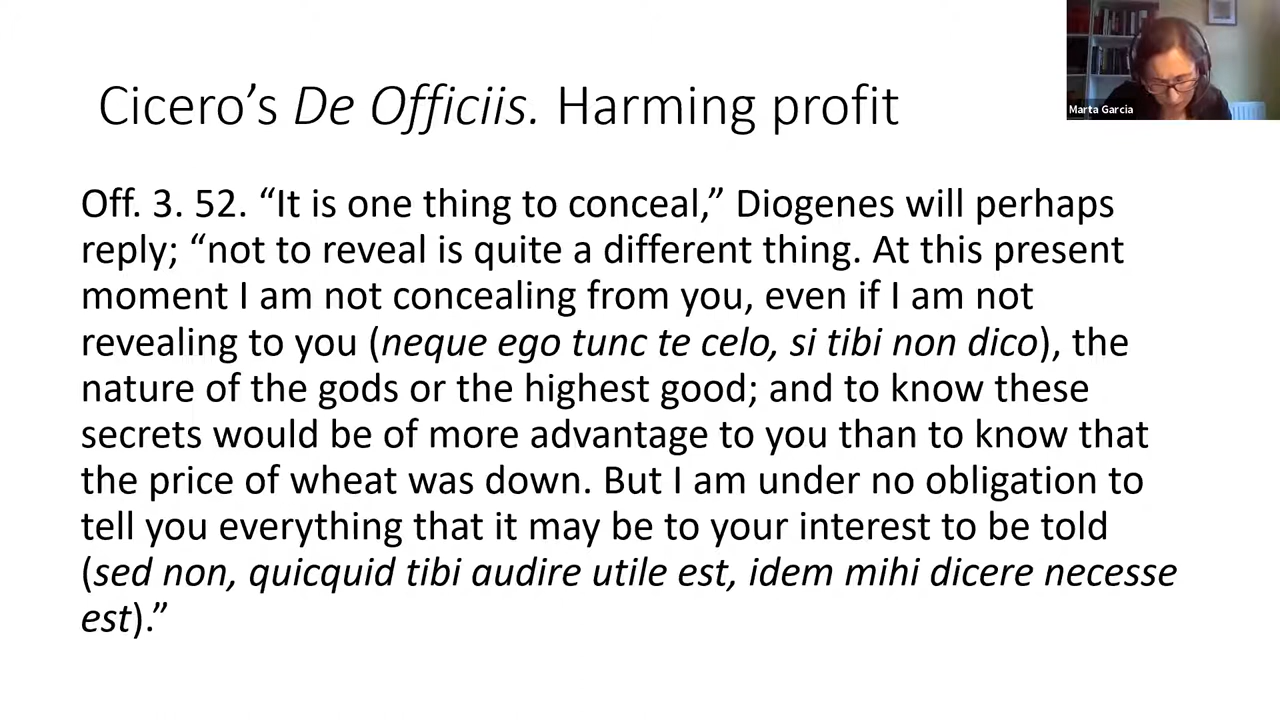 Cicero’s De Officiis. Harming profit
Marta Garcia
Off. 3. 52. “It is one thing to conceal,” Diogenes will perhaps
reply; “not to reveal is quite a different thing. At this present
moment I am not concealing from you, even if I am not
revealing to you (neque ego tunc te celo, si tibi non dico), the
nature of the gods or the highest good; and to know these
secrets would be of more advantage to you than to know that
the price of wheat was down. But I am under no obligation to
tell you everything that it may be to your interest to be told
(sed non, quicquid tibi audire utile est, idem mihi dicere necesse
est).”